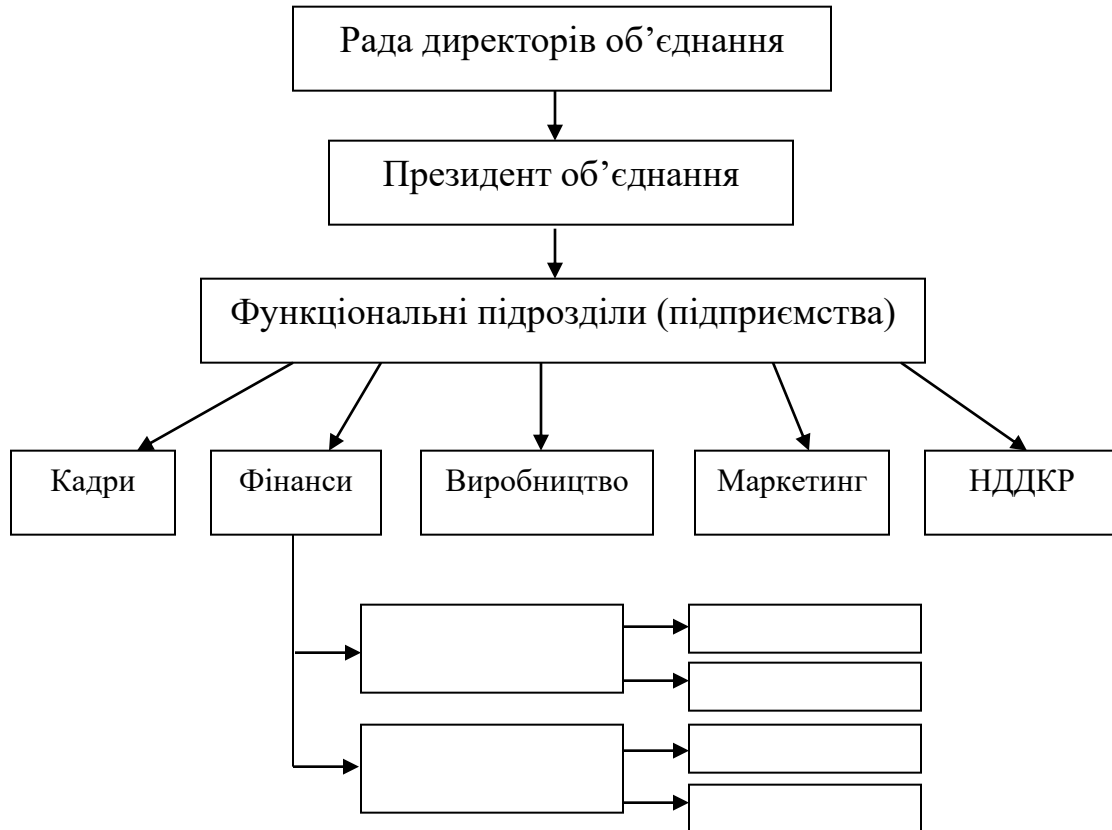 Рада директорів об’єднання
Президент об’єднання
Функціональні підрозділи (підприємства)
Кадри
Фінанси
Виробництво
Маркетинг
НДДКР